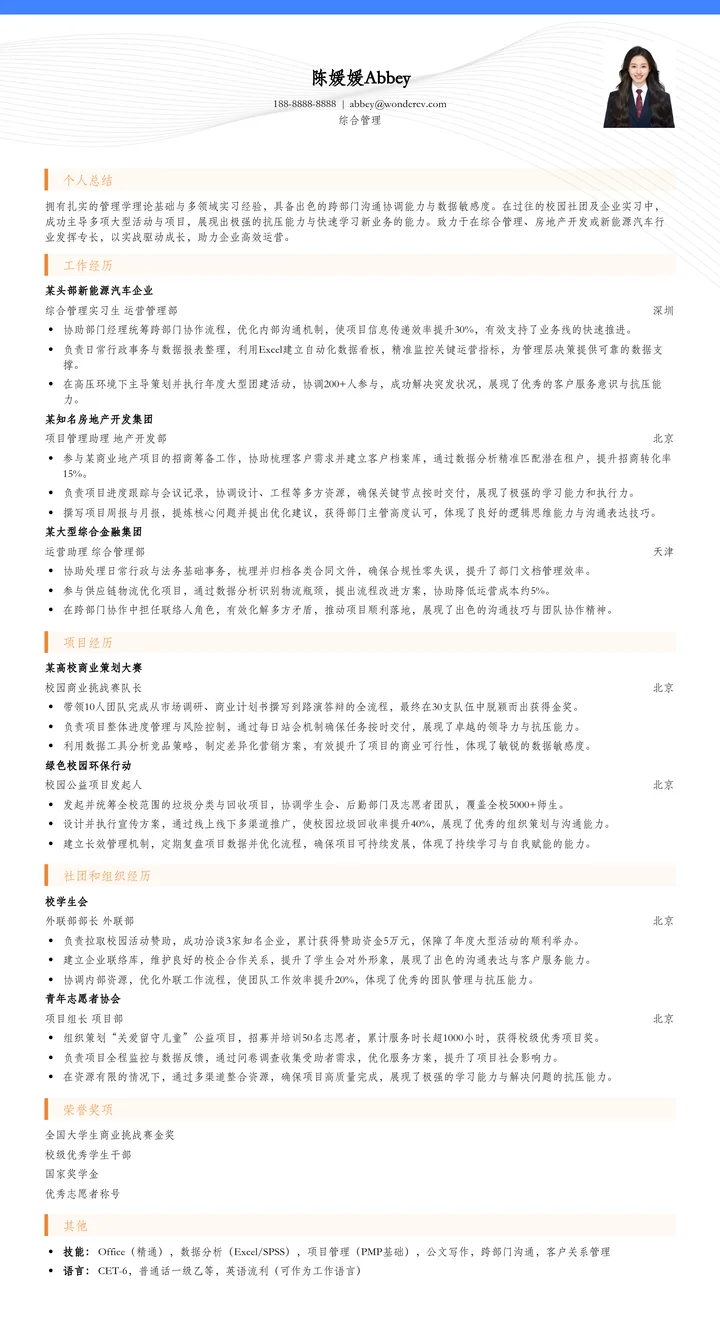 陈媛媛Abbey
188-8888-8888 | abbey@wondercv.com
综合管理
个人总结
拥有扎实的管理学理论基础与多领域实习经验，具备出色的跨部门沟通协调能力与数据敏感度。在过往的校园社团及企业实习中，
成功主导多项大型活动与项目，展现出极强的抗压能力与快速学习新业务的能力。致力于在综合管理、房地产开发或新能源汽车行
业发挥专长，以实战驱动成长，助力企业高效运营。
工作经历
某头部新能源汽车企业
综合管理实习生 运营管理部 深圳
• 协助部门经理统筹跨部门协作流程，优化内部沟通机制，使项目信息传递效率提升30%，有效支持了业务线的快速推进。
• 负责日常行政事务与数据报表整理，利用Excel建立自动化数据看板，精准监控关键运营指标，为管理层决策提供可靠的数据支
撑。
• 在高压环境下主导策划并执行年度大型团建活动，协调200+人参与，成功解决突发状况，展现了优秀的客户服务意识与抗压能
力。
某知名房地产开发集团
项目管理助理 地产开发部 北京
• 参与某商业地产项目的招商筹备工作，协助梳理客户需求并建立客户档案库，通过数据分析精准匹配潜在租户，提升招商转化率
15%。
• 负责项目进度跟踪与会议记录，协调设计、工程等多方资源，确保关键节点按时交付，展现了极强的学习能力和执行力。
• 撰写项目周报与月报，提炼核心问题并提出优化建议，获得部门主管高度认可，体现了良好的逻辑思维能力与沟通表达技巧。
某大型综合金融集团
运营助理 综合管理部 天津
• 协助处理日常行政与法务基础事务，梳理并归档各类合同文件，确保合规性零失误，提升了部门文档管理效率。
• 参与供应链物流优化项目，通过数据分析识别物流瓶颈，提出流程改进方案，协助降低运营成本约5%。
• 在跨部门协作中担任联络人角色，有效化解多方矛盾，推动项目顺利落地，展现了出色的沟通技巧与团队协作精神。
项目经历
某高校商业策划大赛
校园商业挑战赛队长 北京
• 带领10人团队完成从市场调研、商业计划书撰写到路演答辩的全流程，最终在30支队伍中脱颖而出获得金奖。
• 负责项目整体进度管理与风险控制，通过每日站会机制确保任务按时交付，展现了卓越的领导力与抗压能力。
• 利用数据工具分析竞品策略，制定差异化营销方案，有效提升了项目的商业可行性，体现了敏锐的数据敏感度。
绿色校园环保行动
校园公益项目发起人 北京
• 发起并统筹全校范围的垃圾分类与回收项目，协调学生会、后勤部门及志愿者团队，覆盖全校5000+师生。
• 设计并执行宣传方案，通过线上线下多渠道推广，使校园垃圾回收率提升40%，展现了优秀的组织策划与沟通能力。
• 建立长效管理机制，定期复盘项目数据并优化流程，确保项目可持续发展，体现了持续学习与自我赋能的能力。
社团和组织经历
校学生会
外联部部长 外联部 北京
• 负责拉取校园活动赞助，成功洽谈3家知名企业，累计获得赞助资金5万元，保障了年度大型活动的顺利举办。
• 建立企业联络库，维护良好的校企合作关系，提升了学生会对外形象，展现了出色的沟通表达与客户服务能力。
• 协调内部资源，优化外联工作流程，使团队工作效率提升20%，体现了优秀的团队管理与抗压能力。
青年志愿者协会
项目组长 项目部 北京
• 组织策划“关爱留守儿童”公益项目，招募并培训50名志愿者，累计服务时长超1000小时，获得校级优秀项目奖。
• 负责项目全程监控与数据反馈，通过问卷调查收集受助者需求，优化服务方案，提升了项目社会影响力。
• 在资源有限的情况下，通过多渠道整合资源，确保项目高质量完成，展现了极强的学习能力与解决问题的抗压能力。
荣誉奖项
全国大学生商业挑战赛金奖
校级优秀学生干部
国家奖学金
优秀志愿者称号
其他
• 技能： Office（精通），数据分析（Excel/SPSS），项目管理（PMP基础），公文写作，跨部门沟通，客户关系管理
• 语言： CET-6，普通话一级乙等，英语流利（可作为工作语言）